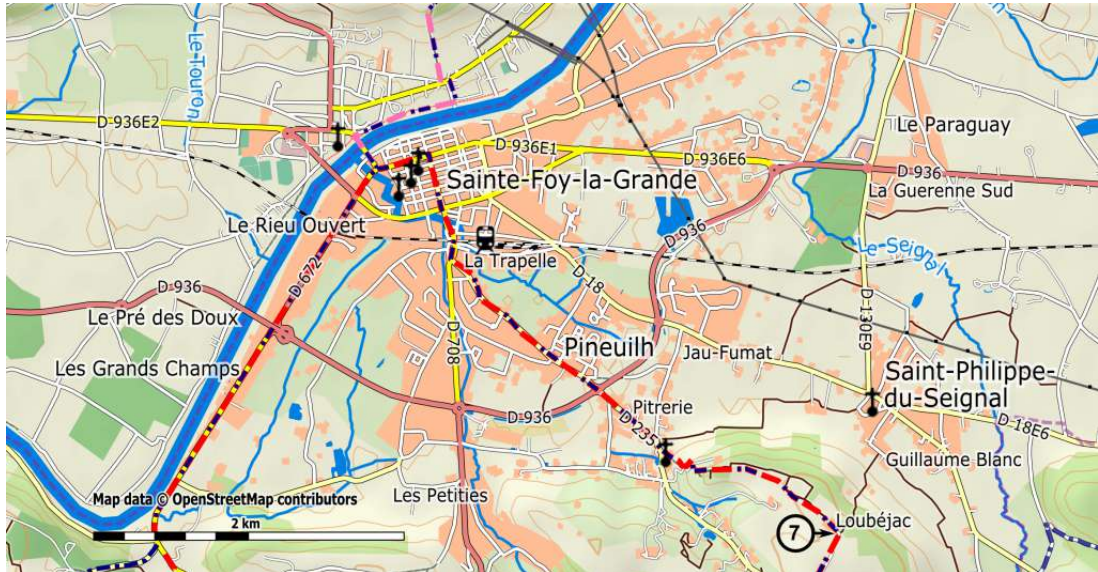 Le Touron
D 936E2
D 936E1
D 936E6
Le Paraguay
D 936
La Guerenne Sud
Sainte-Foy-la-Grande
Le Rieu Ouvert
D 936
Le Seignal
La Trapelle
D 672
D 18
D 936
Le Pré des Doux
D 708
D 130E9
Pineuilh
Jau-Fumat
Les Grands Champs
Saint-Philippe-
du-Seignal
D 936
Pitrerie
D 235
D 18E6
Guillaume Blanc
Map data © OpenStreetMap contributors
Les Petities
2 km
Loubéjac
7